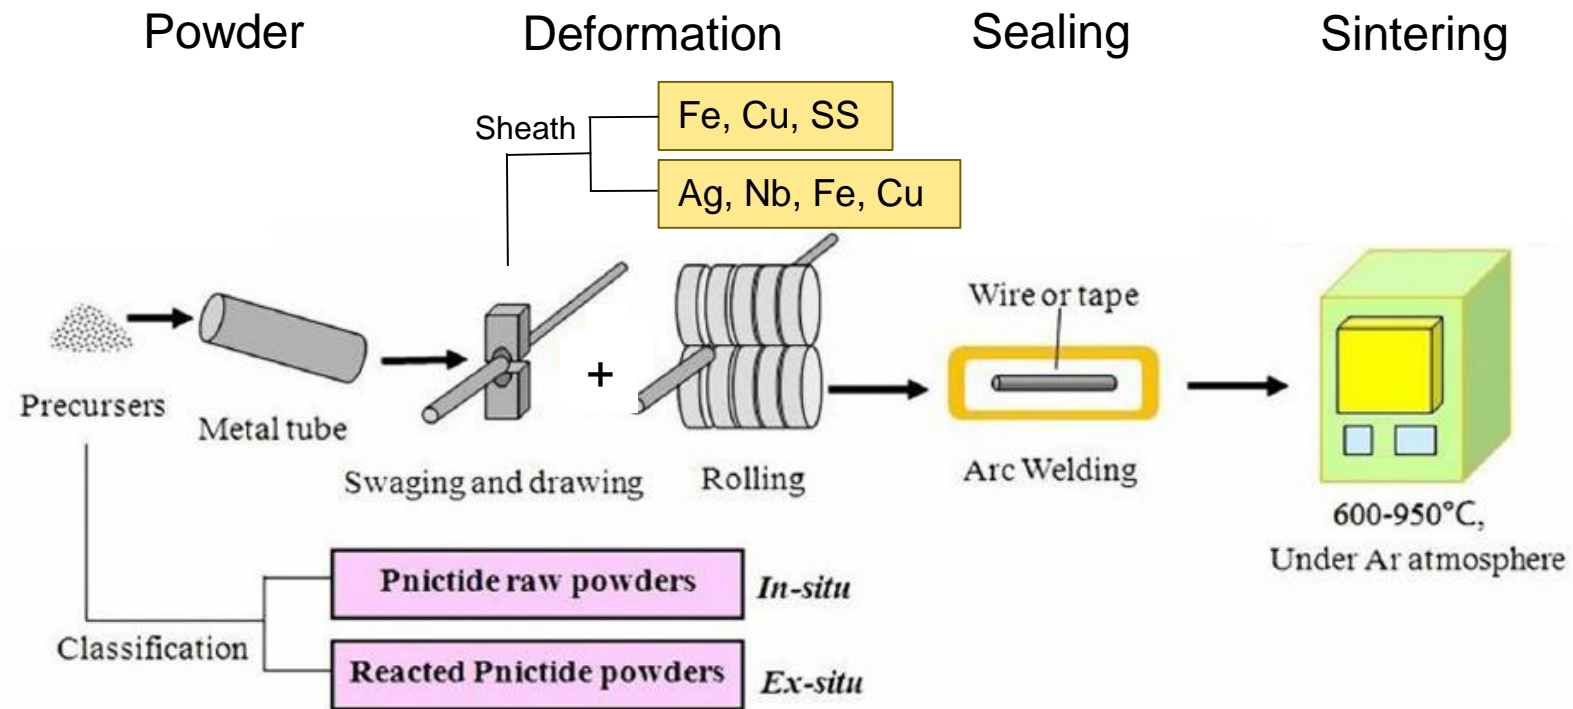 Powder
Deformation
Sealing
Sintering
Sheath
Fe, Cu, SS
Ag, Nb, Fe, Cu
Precursers
Metal tube
Swaging and drawing
+
Rolling
Wire or tape
Arc Welding
600-950°C,
Under Ar atmosphere
Classification
Pnictide raw powders
In-situ
Reacted Pnictide powders
Ex-situ